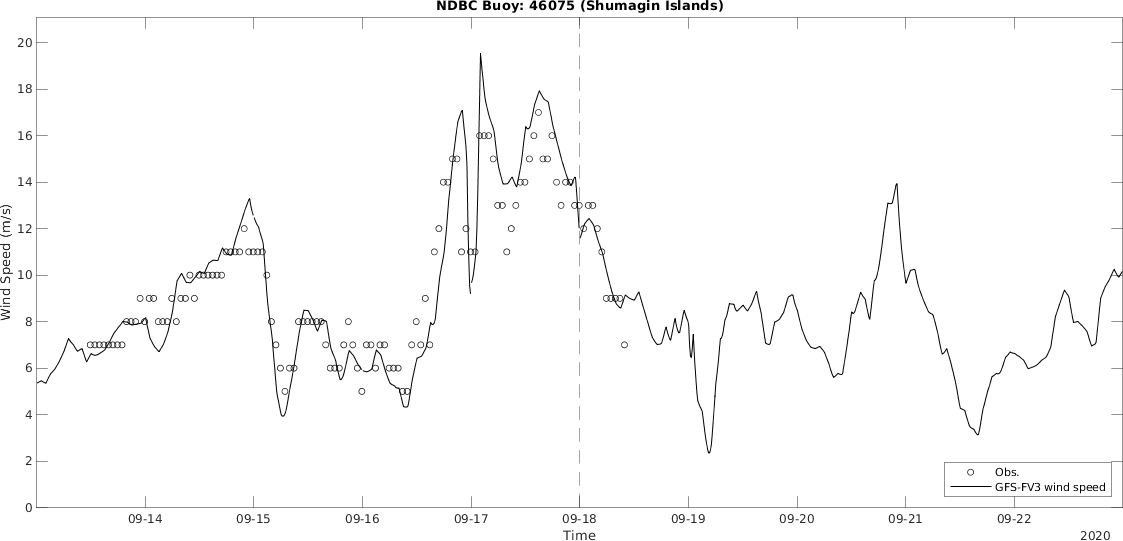 NDBC Buoy: 46075 (Shumagin Islands)
20
18
16
14
12
10
8
6
4
2
0
Wind Speed (m/s)
Obs.
GFS-FV3 wind speed
09-14 09-15 09-16 09-17 09-18 09-19 09-20 09-21 09-22
Time
2020